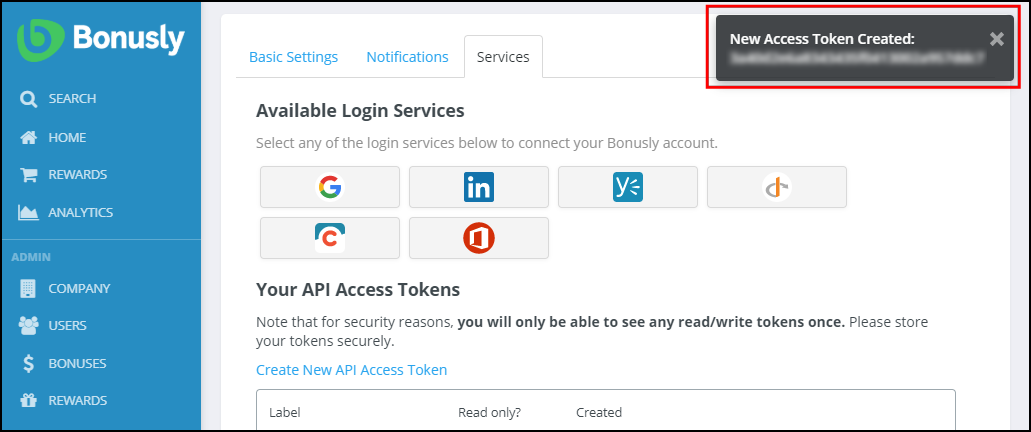 Bonusly
New Access Token Created:
Basic Settings
Notifications
Services
SEARCH
HOME
REWARDS
ANALYTICS
ADMIN
COMPANY
USERS
BONUSES
REWARDS
Available Login Services
Select any of the login services below to connect your Bonusly account.
Your API Access Tokens
Note that for security reasons, you will only be able to see any read/write tokens once. Please store
your tokens securely.
Create New API Access Token
Label
Read only?
Created